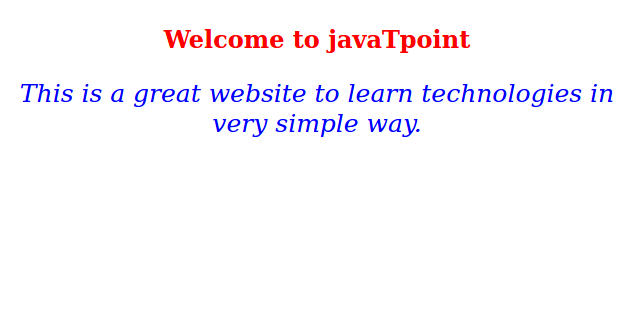 Welcome to javaTpoint
This is a great website to learn technologies in
very simple way.